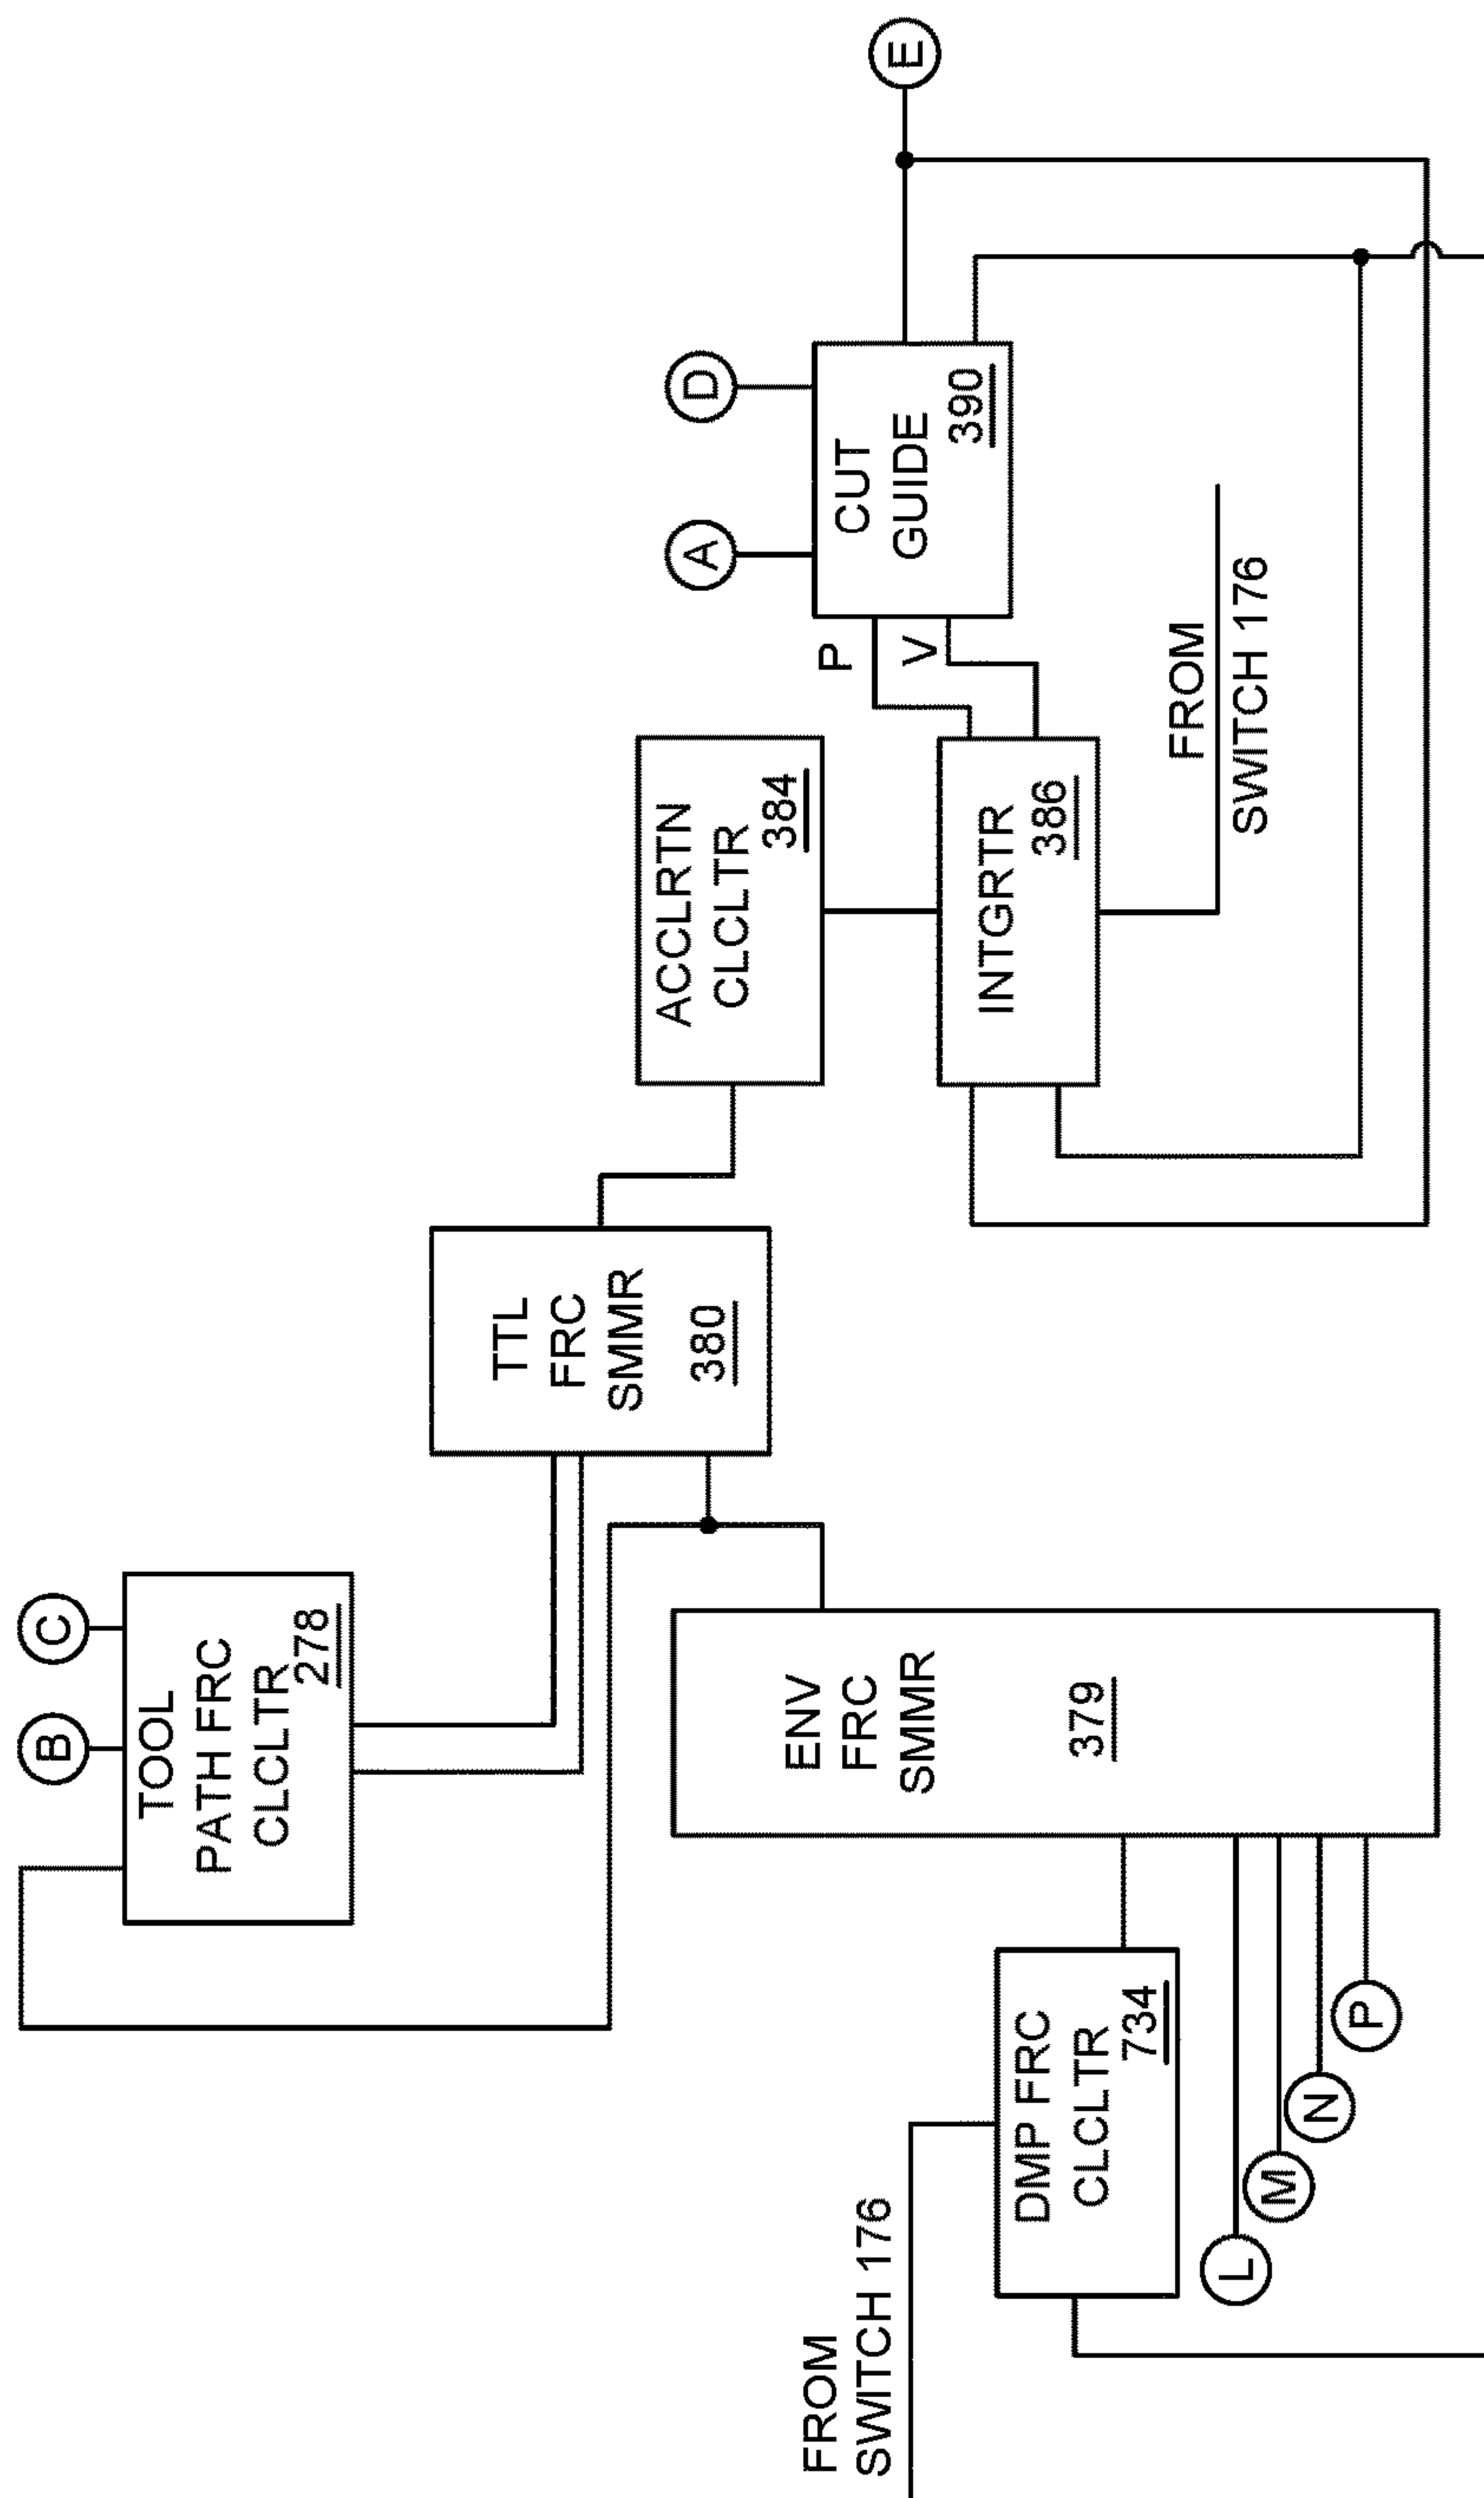 C
B
TOOL
PATH FRC
CLCLTR
278
TTL
FRC
SMMR
380
ACCLRTN
CLCLTR
384
A
D
E
CUT
GUIDE
390
P
V
INTGRTR
386
FROM
SWITCH 176
ENV
FRC
SMMR
379
FROM
SWITCH 176
DMP FRC
CLCLTR
734
L
M
N
P